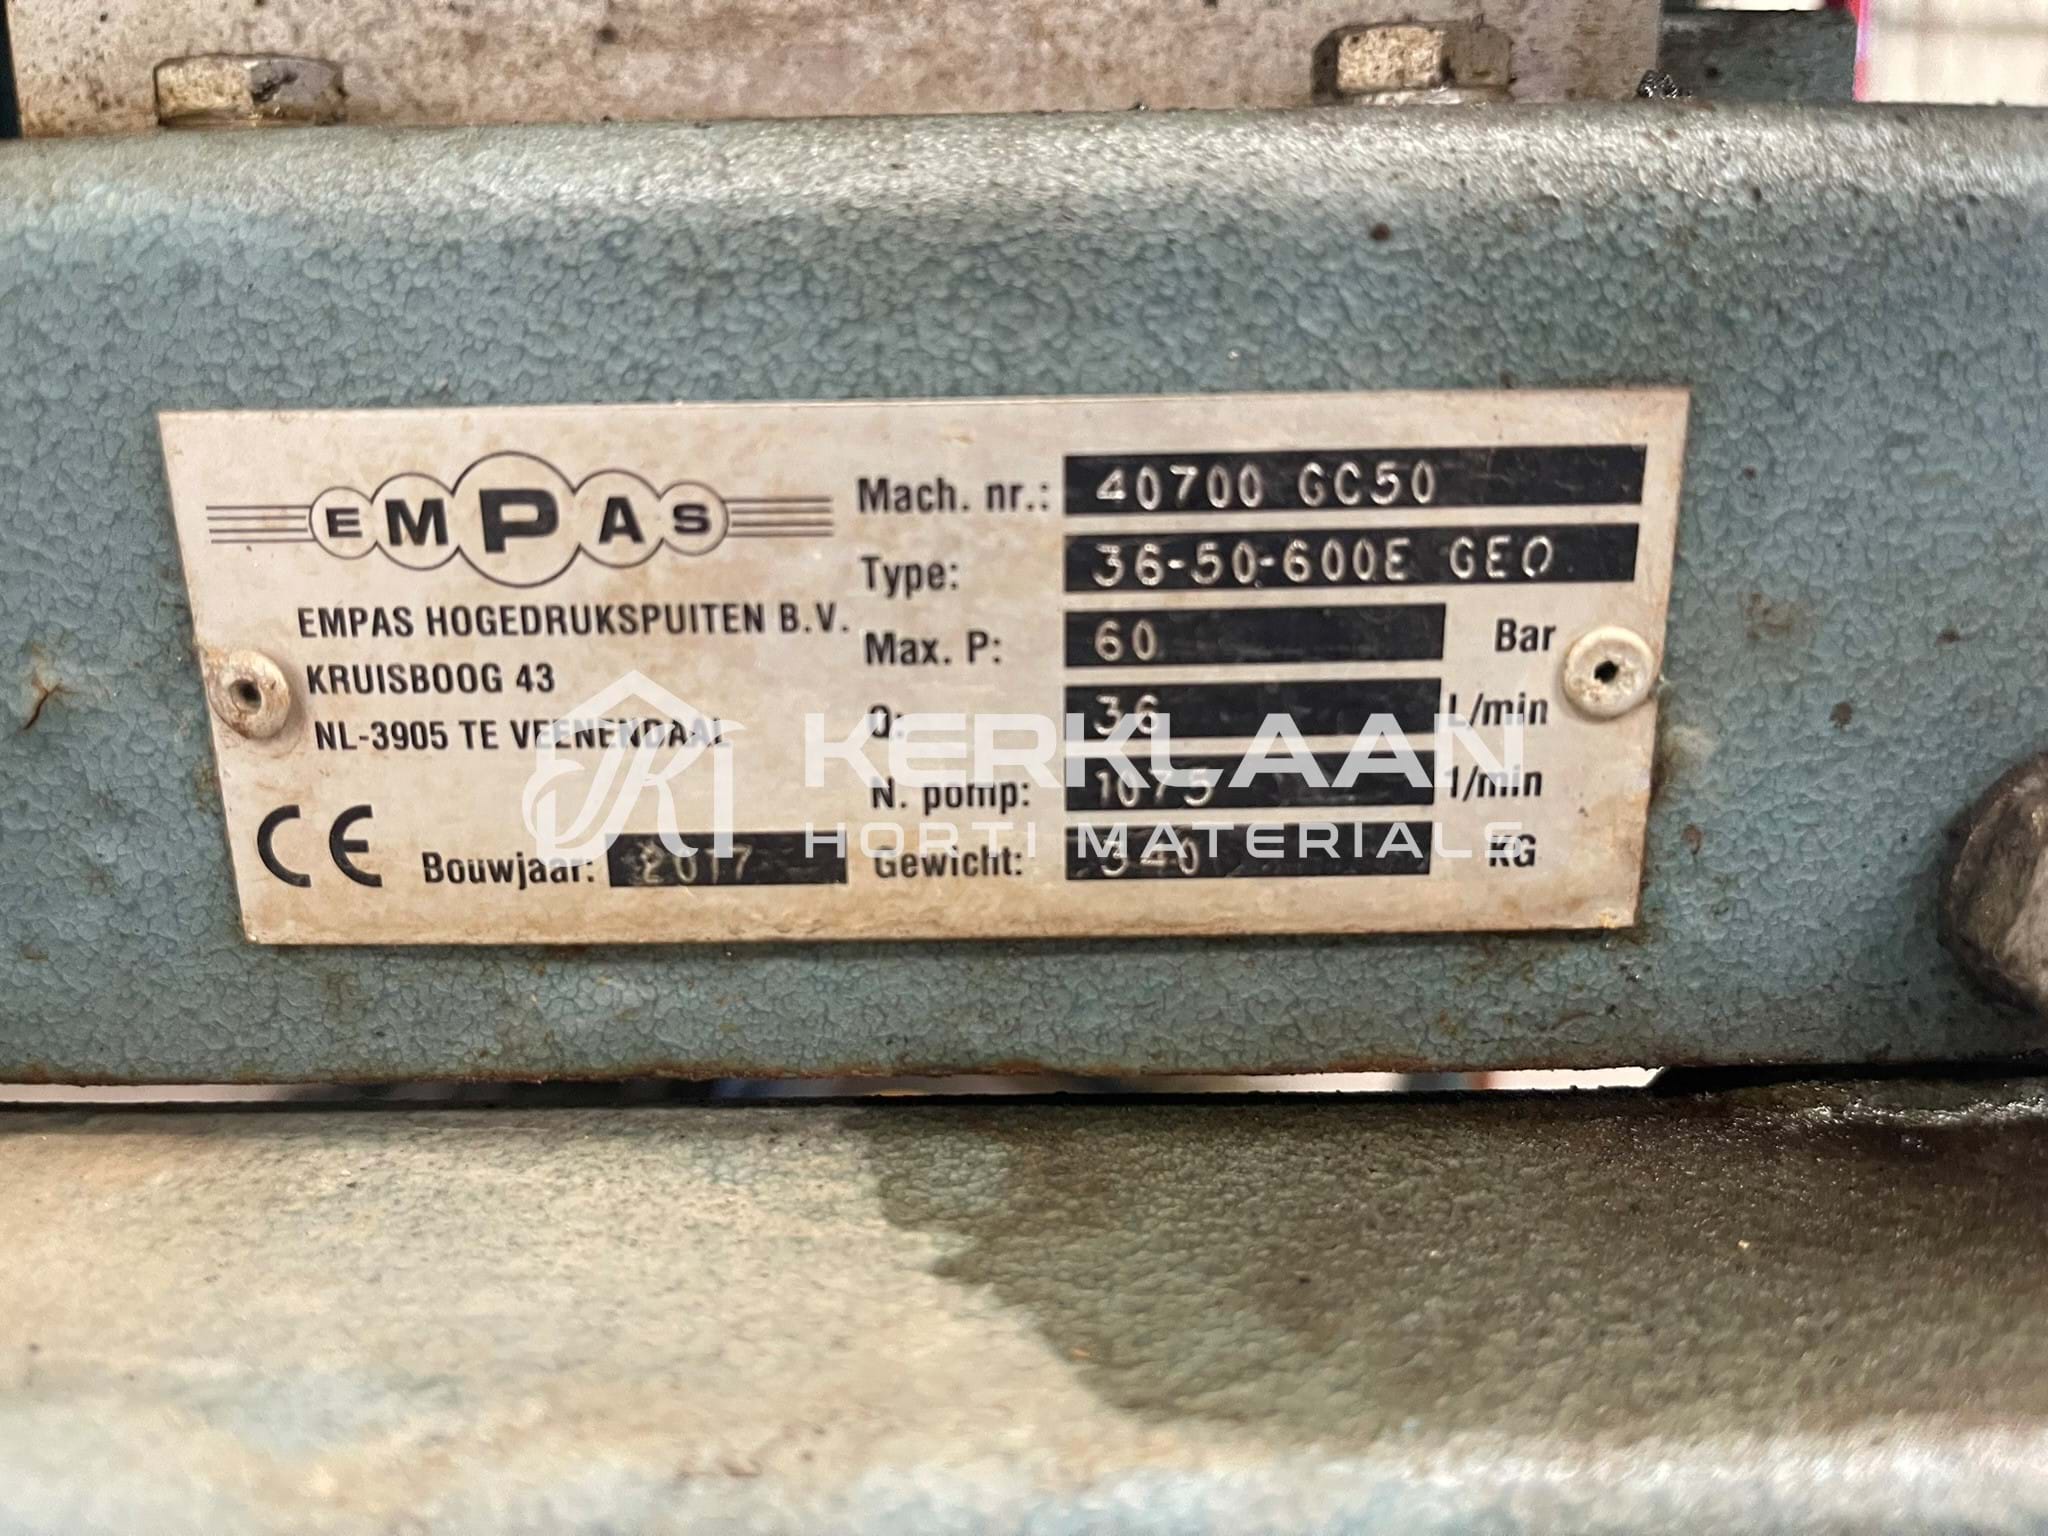 EMPAS
EMPAS HOGEDRUKSPUITEN B.V.
KRUISBOOG 43
NL-3905 TE VEENENDAAL
CE
Bouwjaar: 2017
Mach. nr.: 40700 GC50
Type: 36-50-600E GEO
Max. P: 60 Bar
Q: 36 L/min
N. pomp: 1075 1/min
Gewicht: 340 KG
KERKLAAN
HORTI MATERIALS